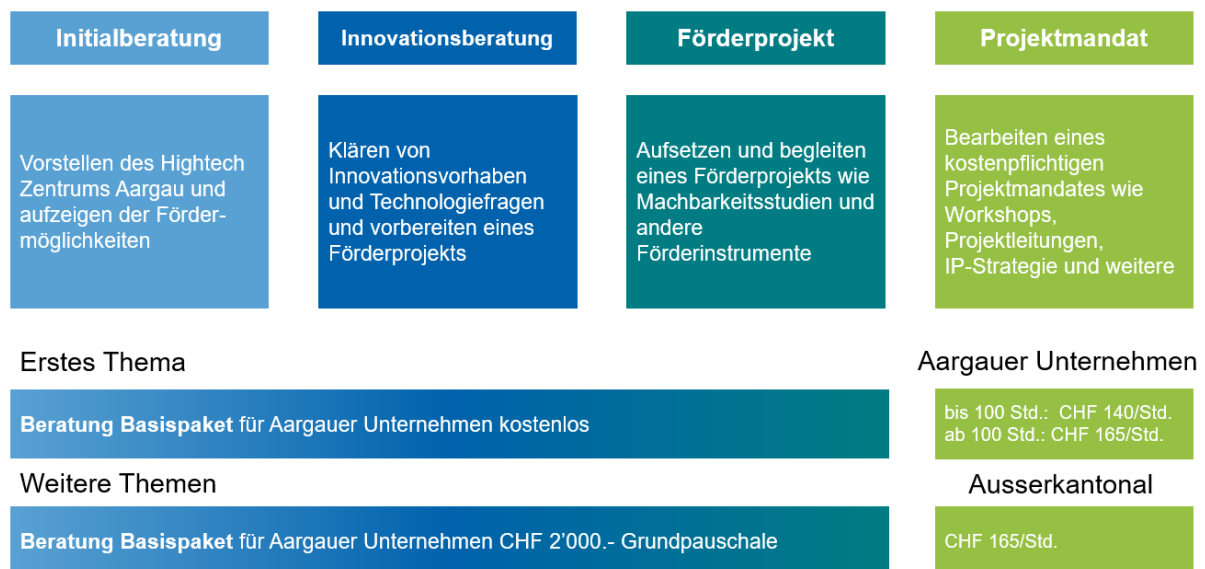 Initialberatung
Innovationsberatung
Förderprojekt
Projektmandat
Vorstellen des Hightech
Zentrums Aargau und
aufzeigen der Förder-
möglichkeiten
Klären von
Innovationsvorhaben
und Technologiefragen
und vorbereiten eines
Förderprojekts
Aufsetzen und begleiten
eines Förderprojekts wie
Machbarkeitsstudien und
andere
Förderinstrumente
Bearbeiten eines
kostenpflichtigen
Projektmandates wie
Workshops,
Projektleitungen,
IP-Strategie und weitere
Erstes Thema
Beratung Basispaket für Aargauer Unternehmen kostenlos
Weitere Themen
Beratung Basispaket für Aargauer Unternehmen CHF 2’000.- Grundpauschale
Aargauer Unternehmen
bis 100 Std.: CHF 140/Std.
ab 100 Std.: CHF 165/Std.
Ausserkantonal
CHF 165/Std.